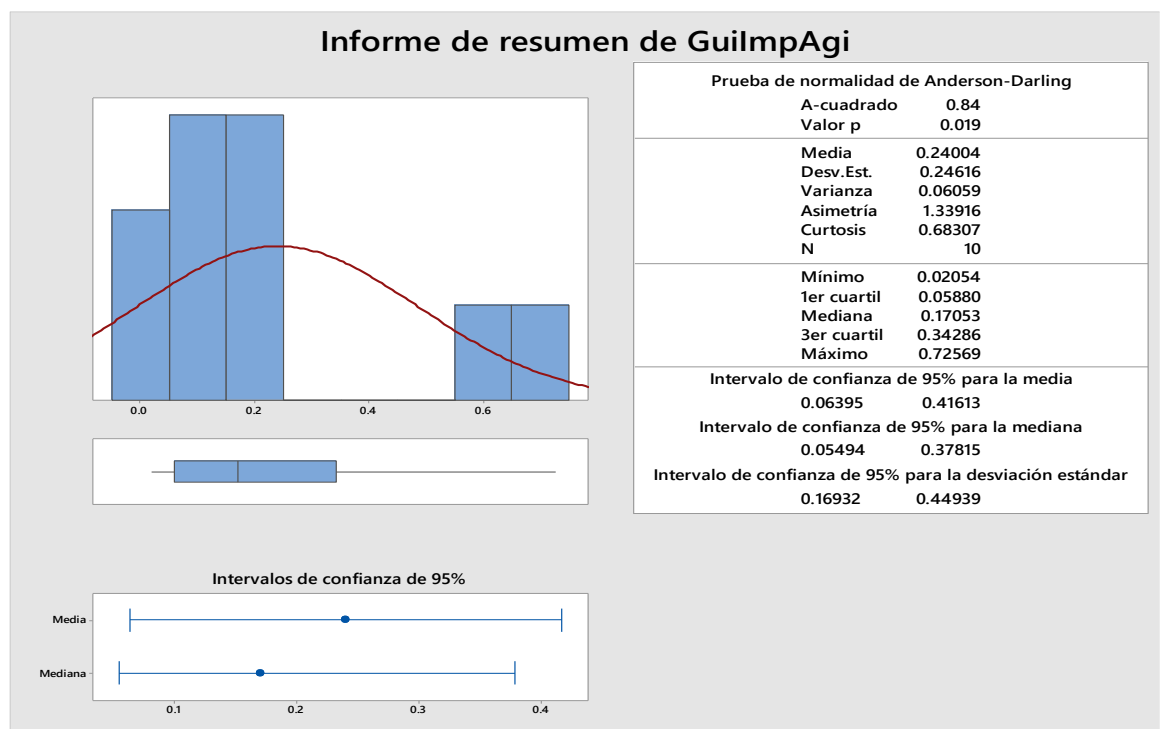 Informe de resumen de GuiImpAgi
Prueba de normalidad de Anderson-Darling
A-cuadrado 0.84
Valor p 0.019
Media 0.24004
Desv.Est. 0.24616
Varianza 0.06059
Asimetría 1.33916
Curtosis 0.68307
N 10
Mínimo 0.02054
1er cuartil 0.05880
Mediana 0.17053
3er cuartil 0.34286
Máximo 0.72569
Intervalo de confianza de 95% para la media
0.06395 0.41613
Intervalo de confianza de 95% para la mediana
0.05494 0.37815
Intervalo de confianza de 95% para la desviación estándar
0.16932 0.44939
0.0 0.2 0.4 0.6
Intervalos de confianza de 95%
Media
Mediana
0.1 0.2 0.3 0.4